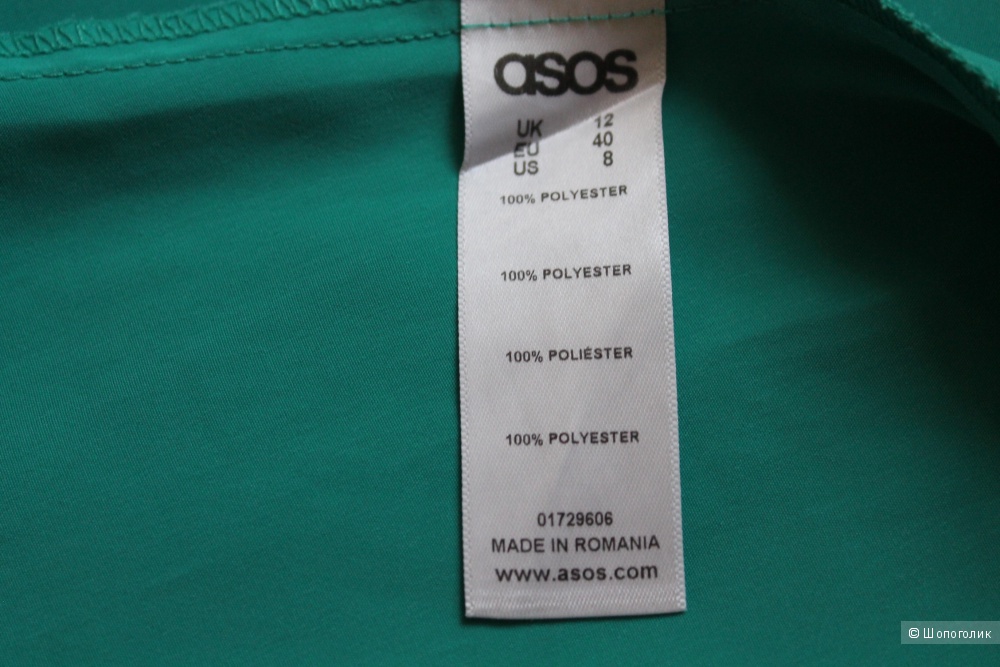 asos
UK 12
EU 40
US 8
100% POLYESTER
100% POLYESTER
100% POLIÉSTER
100% POLYESTER
01729606
MADE IN ROMANIA
www.asos.com
© Шопоголик